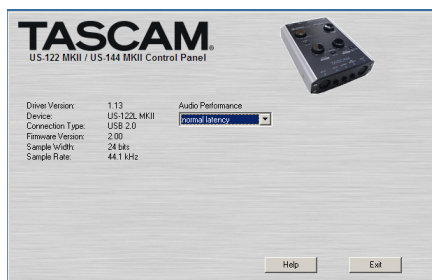 TASCAM®
US-122 MKII / US-144 MKII Control Panel
Driver Version: 1.13
Device: US-122L MKII
Connection Type: USB 2.0
Firmware Version: 2.00
Sample Width: 24 bits
Sample Rate: 44.1 kHz
Audio Performance
normal latency
Help
Exit